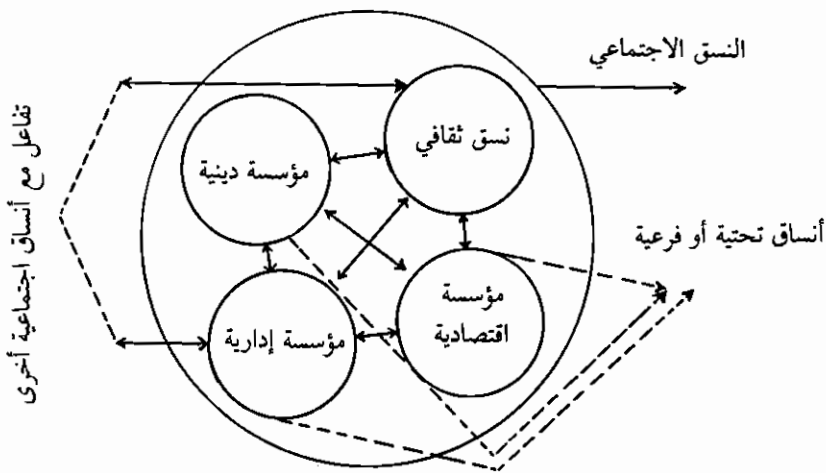 النسق الاجتماعي
نسق ثقافي
مؤسسة دينية
تفاعل مع أنساق اجتماعية أخرى
أنساق تحتية أو فرعية
مؤسسة
اقتصادية
مؤسسة إدارية